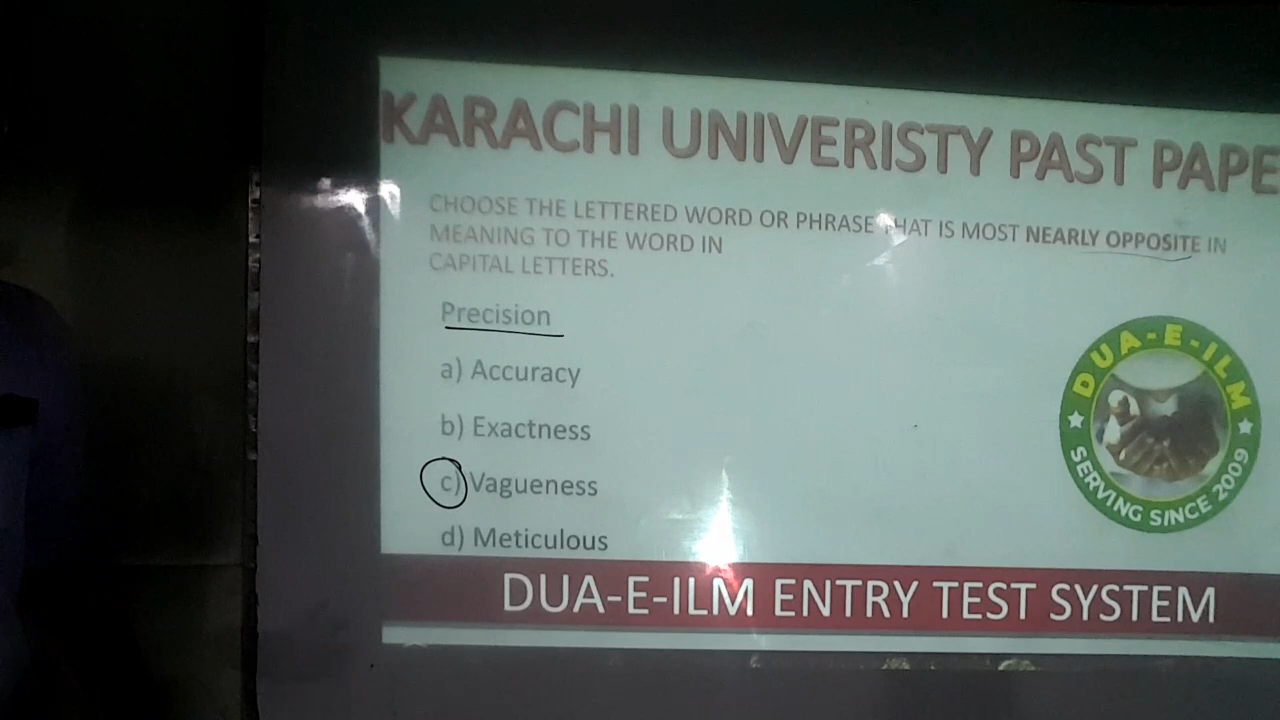 KARACHI UNIVERISTY PAST PAPE
CHOOSE THE LETTERED WORD OR PHRASE THAT IS MOST NEARLY OPPOSITE IN
MEANING TO THE WORD IN
CAPITAL LETTERS.
Precision
a) Accuracy
b) Exactness
c) Vagueness
d) Meticulous
DUA-E-ILM
SERVING SINCE 2009
DUA-E-ILM ENTRY TEST SYSTEM